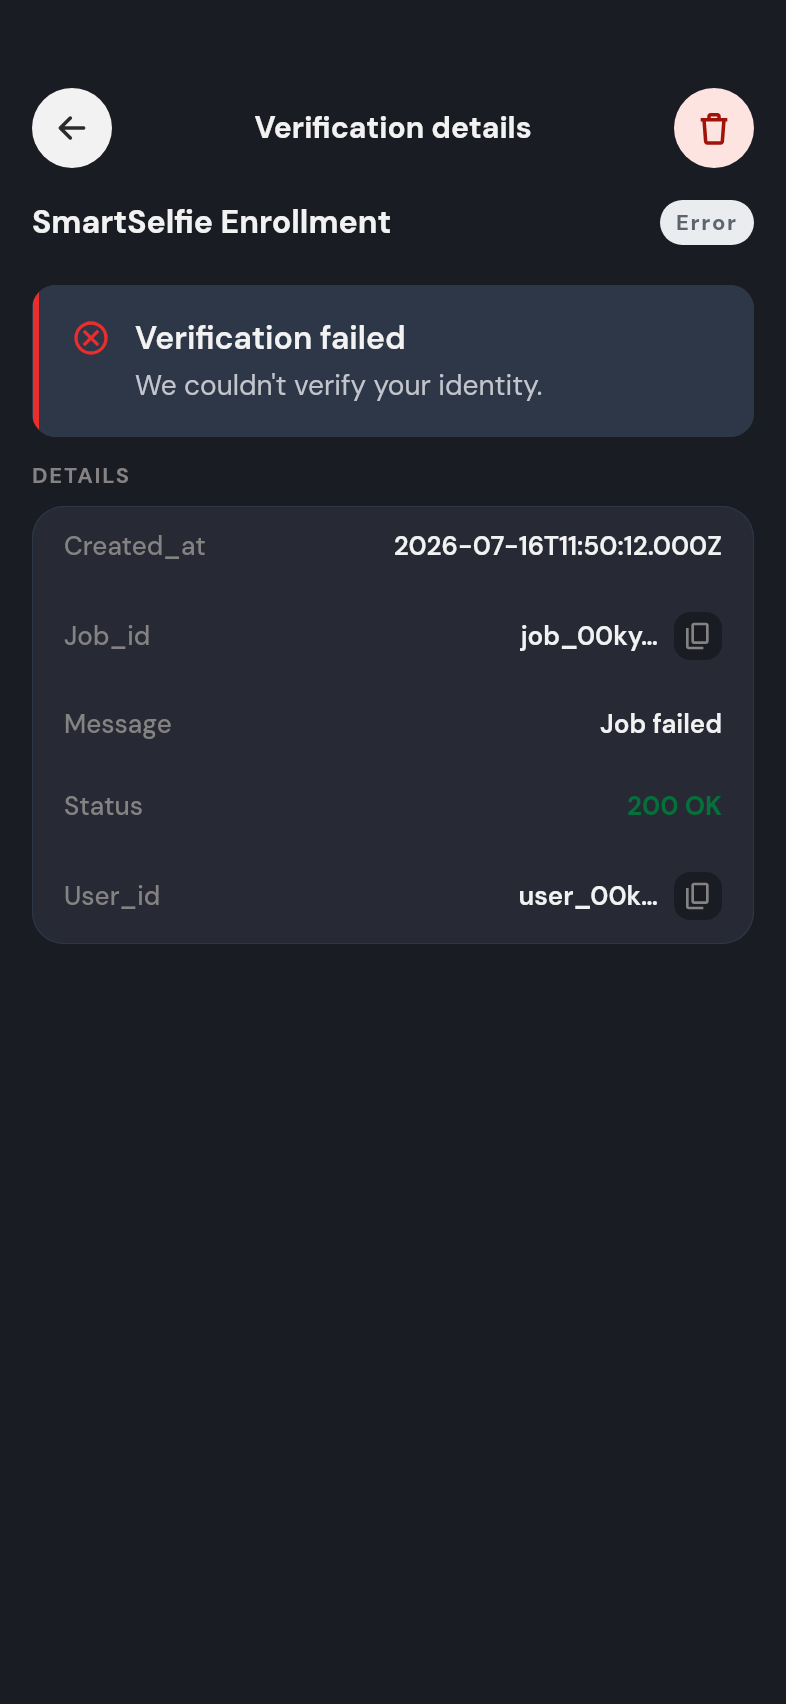 Verification details
SmartSelfie Enrollment
Error
Verification failed
We couldn't verify your identity.
DETAILS
Created_at 2026-07-16T11:50:12.000Z
Job_id job_00ky...
Message Job failed
Status 200 OK
User_id user_00k...